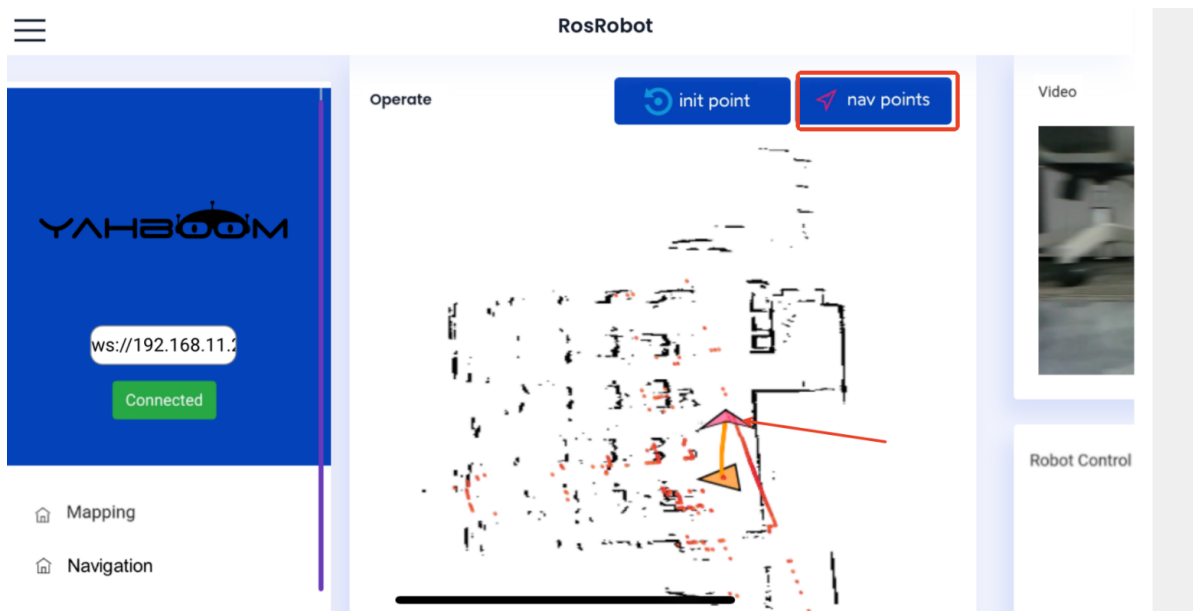 RosRobot
YAHBOOM
ws://192.168.11.2
Connected
Mapping
Navigation
Operate
init point
nav points
Video
Robot Control